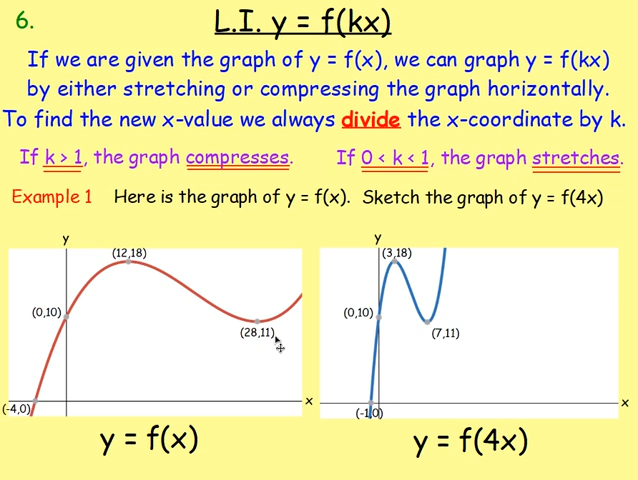 6.
L.I. y = f(kx)
If we are given the graph of y = f(x), we can graph y = f(kx)
by either stretching or compressing the graph horizontally.
To find the new x-value we always divide the x-coordinate by k.
If k > 1, the graph compresses.
If 0 < k < 1, the graph stretches.
Example 1 Here is the graph of y = f(x). Sketch the graph of y = f(4x)
y
(12,18)
(0,10)
(28,11)
(-4,0)
x
y = f(x)
y
(3,18)
(0,10)
(7,11)
(-1,0)
x
y = f(4x)